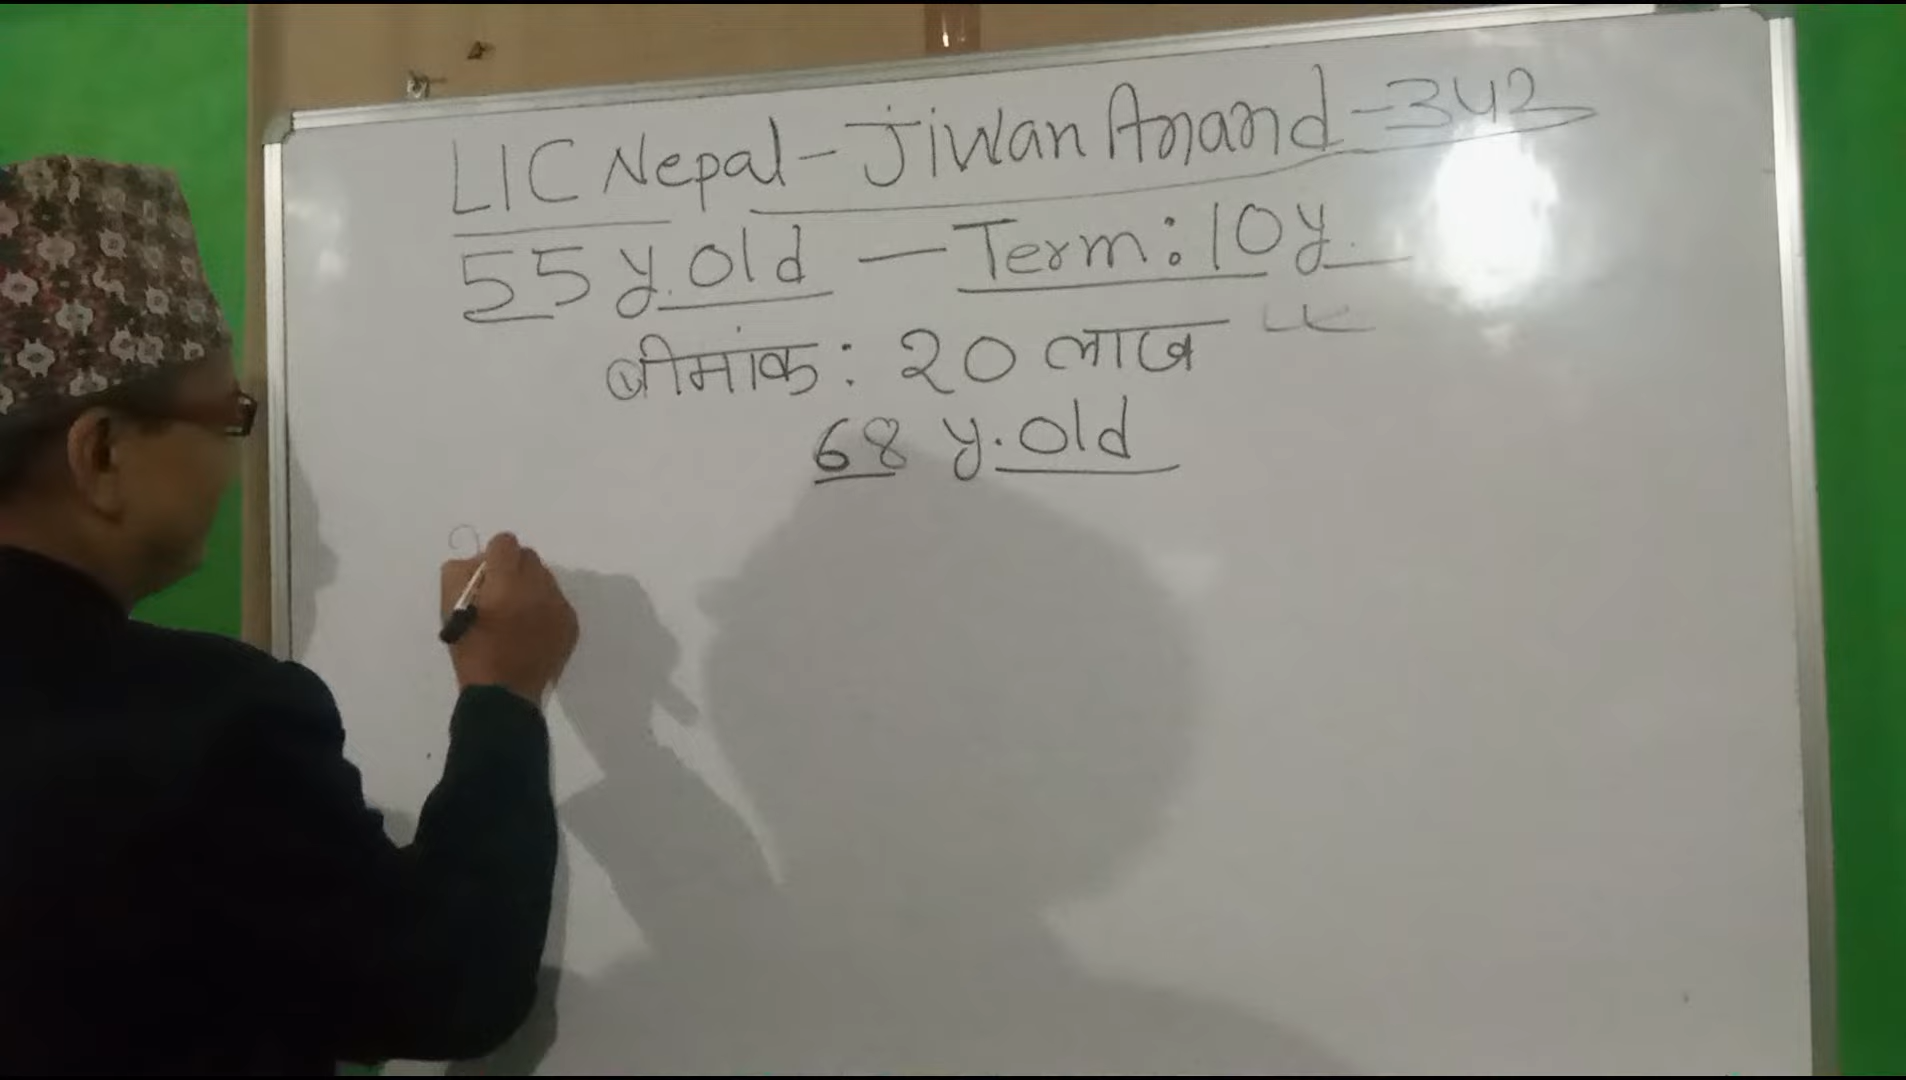 LIC Nepal - Jiwan Anand - 342
55 y. old - Term: 10 y.
बीमांक: 20 लाख
68 y. old